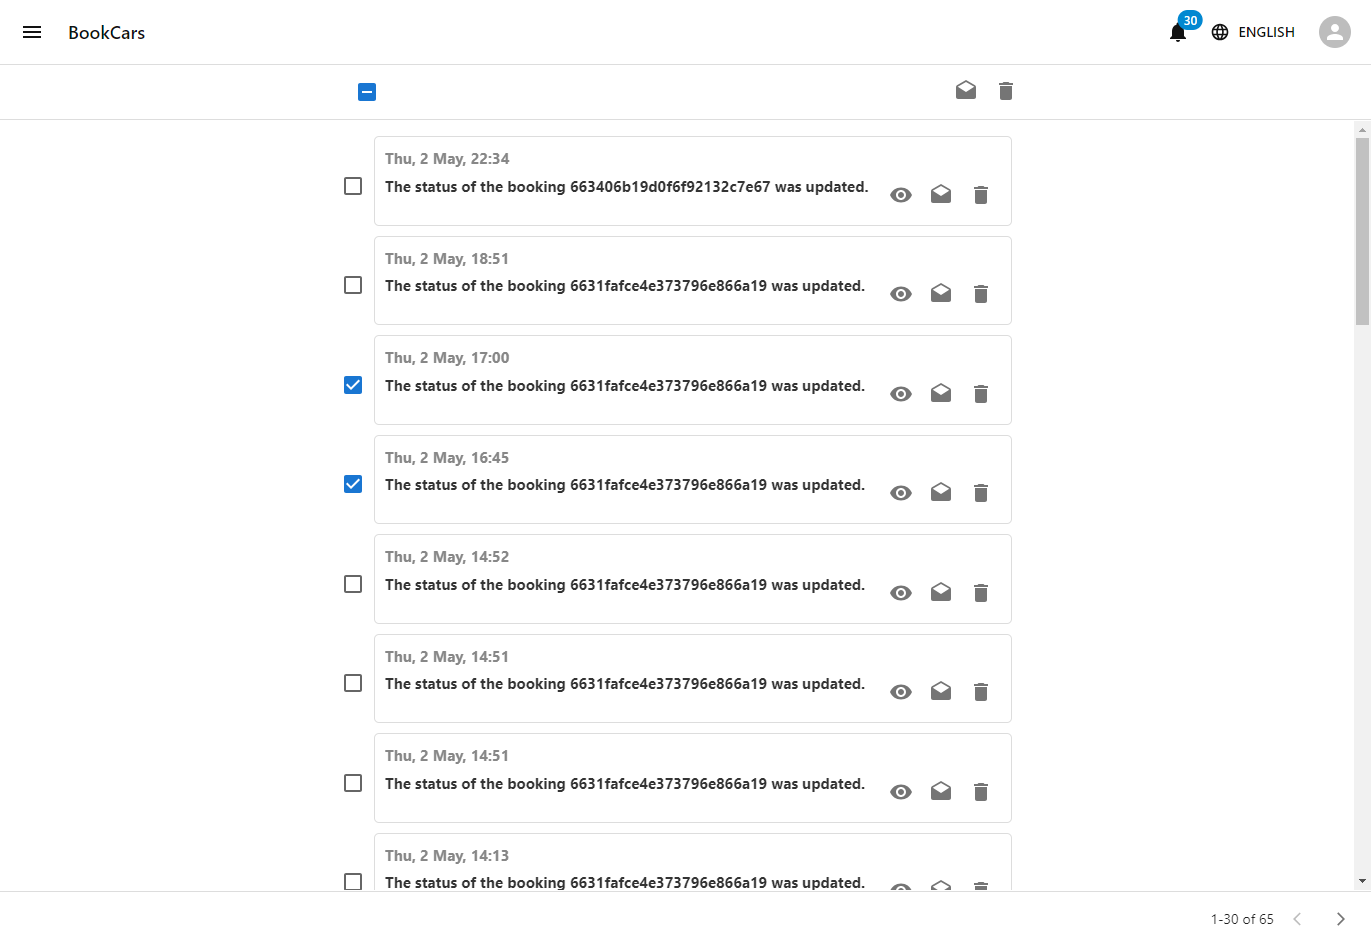 BookCars
30
ENGLISH
Thu, 2 May, 22:34
The status of the booking 663406b19d0f6f92132c7e67 was updated.
Thu, 2 May, 18:51
The status of the booking 6631fafce4e373796e866a19 was updated.
Thu, 2 May, 17:00
The status of the booking 6631fafce4e373796e866a19 was updated.
Thu, 2 May, 16:45
The status of the booking 6631fafce4e373796e866a19 was updated.
Thu, 2 May, 14:52
The status of the booking 6631fafce4e373796e866a19 was updated.
Thu, 2 May, 14:51
The status of the booking 6631fafce4e373796e866a19 was updated.
Thu, 2 May, 14:51
The status of the booking 6631fafce4e373796e866a19 was updated.
Thu, 2 May, 14:13
The status of the booking 6631fafce4e373796e866a19 was updated.
1-30 of 65